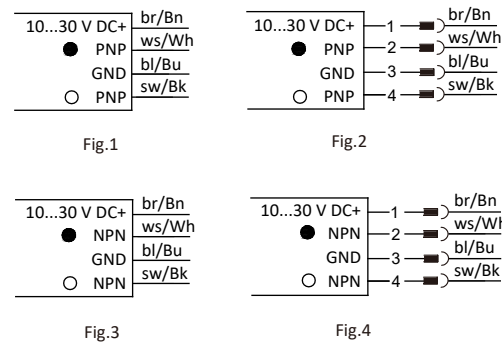 10...30 V DC+ br/Bn
PNP ws/Wh
GND bl/Bu
PNP sw/Bk
Fig.1
10...30 V DC+ 1 br/Bn
PNP 2 ws/Wh
GND 3 bl/Bu
PNP 4 sw/Bk
Fig.2
10...30 V DC+ br/Bn
NPN ws/Wh
GND bl/Bu
NPN sw/Bk
Fig.3
10...30 V DC+ 1 br/Bn
NPN 2 ws/Wh
GND 3 bl/Bu
NPN 4 sw/Bk
Fig.4